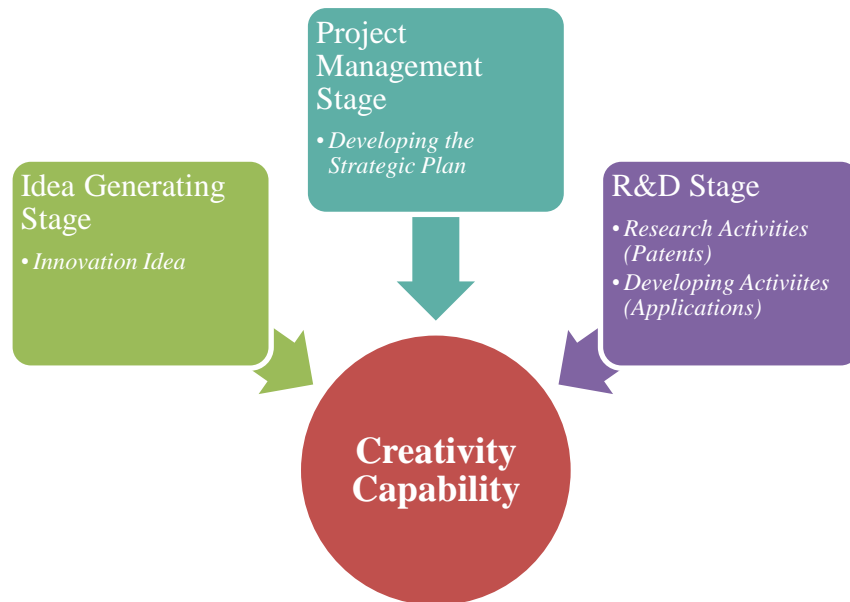 Project
Management
Stage
• Developing the
Strategic Plan
Idea Generating
Stage
• Innovation Idea
R&D Stage
• Research Activities
(Patents)
• Developing Activiites
(Applications)
Creativity
Capability